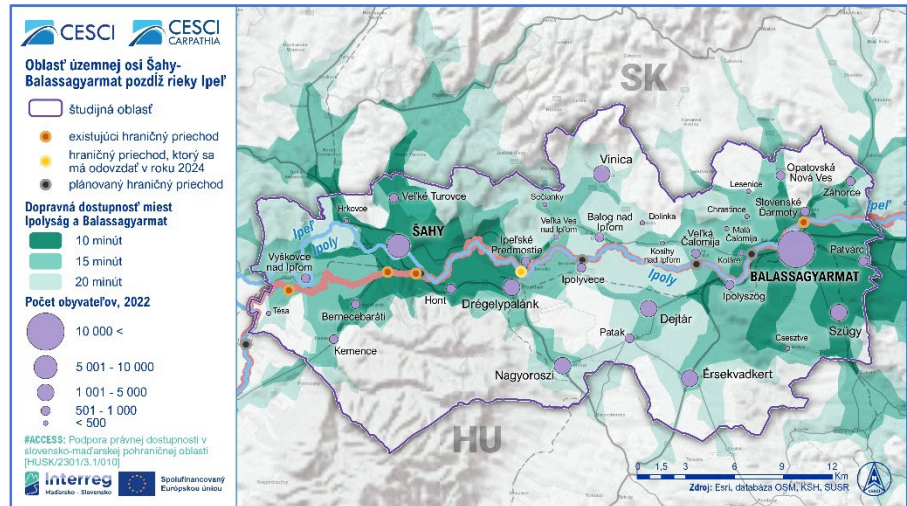 CESCI
CESCI
CARPATHIA
Oblasť územnej osi Šahy-
Balassagyarmat pozdĺž rieky Ipeľ
študijná oblasť
existujúci hraničný priechod
hraničný priechod, ktorý sa
má odovzdať v roku 2024
plánovaný hraničný priechod
Dopravná dostupnosť miest
Ipolyság a Balassagyarmat
10 minút
15 minút
20 minút
Počet obyvateľov, 2022
10 000 <
5 001 - 10 000
1 001 - 5 000
501 - 1 000
< 500
#ACCESS: Podpora právnej dostupnosti v
slovensko-maďarskej pohraničnej oblasti
[HUSK/2301/3.1/010]
Interreg
Maďarsko - Slovensko
Spolufinancovaný
Európskou úniou
SK
HU
Vinica
Opatovská
Nová Ves
Záhorce
Lesenice
Slovenské
Ďarmoty
Ipeľ
Veľké Turovce
Sočianky
Hrkovce
Chrastince
Dolinka
Veľká Ves
nad Ipľom
Balog nad
Ipľom
Ipeľ
Ipoly
ŠAHY
Veľká
Čalomija
Malá
Čalomija
Koláre
Kosihy
nad Ipľom
Patvarc
Ipeľské
Predmostie
Vyškovce
nad Ipľom
Ipolyvece
Ipoly
BALASSAGYARMAT
Ipolyszög
Hont
Drégelypalánk
Tésa
Bernecebaráti
Dejtár
Szügy
Kemence
Patak
Csesztve
Nagyoroszi
Érsekvadkert
0 1,5 3 6 9 12
Km
Zdroj: Esri, databáza OSM, KSH, ŠÚSR